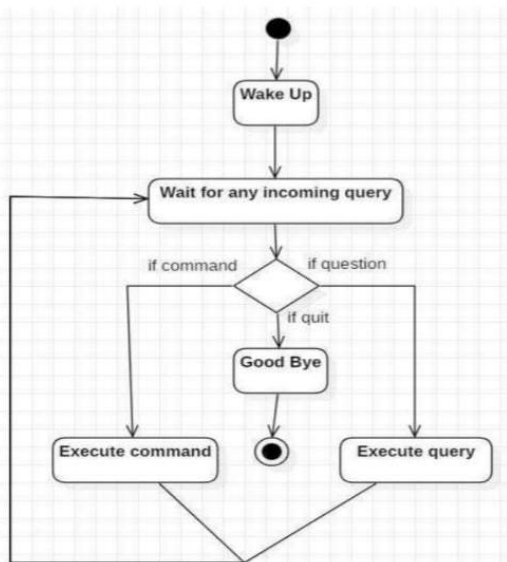 Wake Up
Wait for any incoming query
if command
if question
if quit
Good Bye
Execute command
Execute query